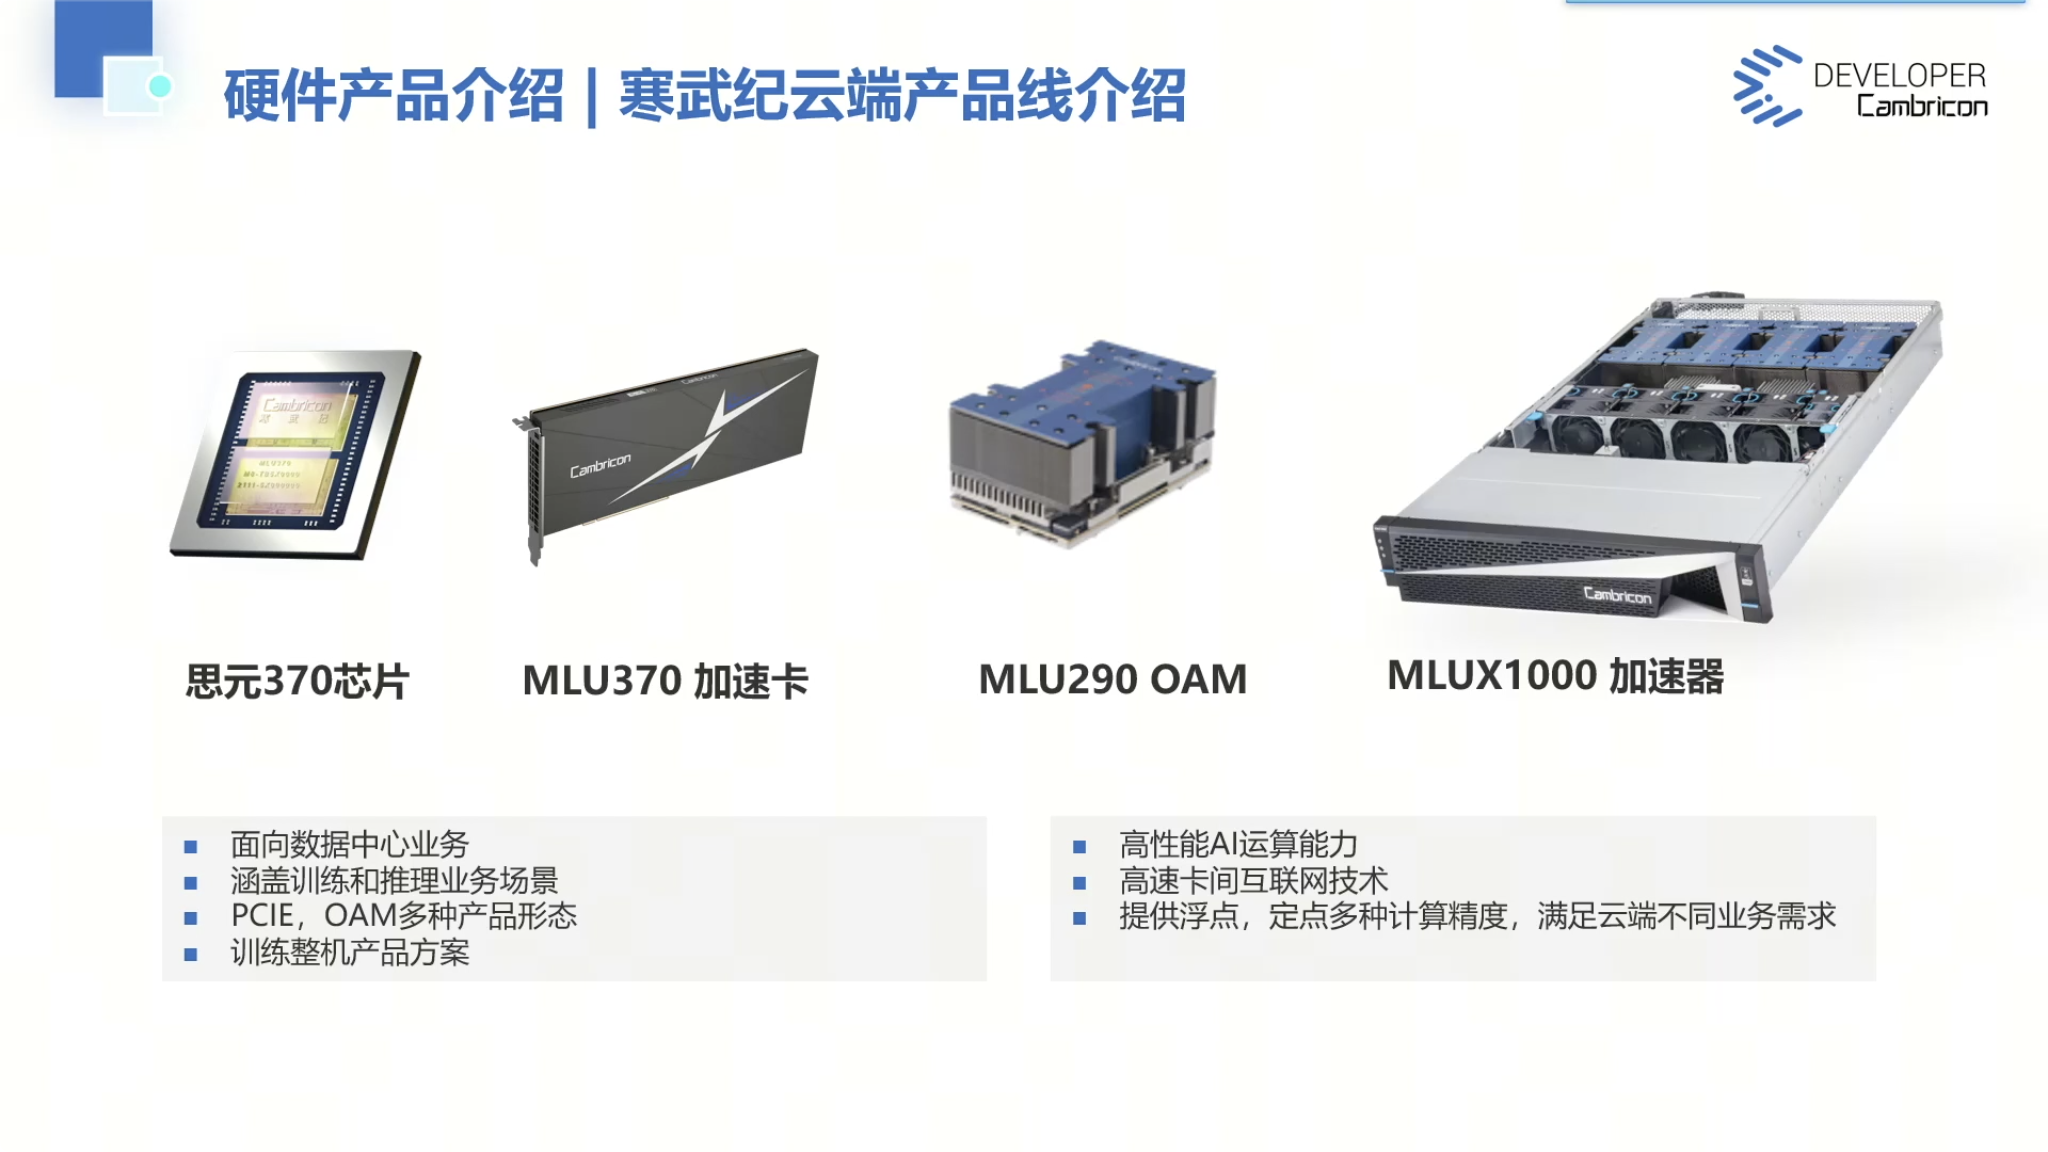 硬件产品介绍 | 寒武纪云端产品线介绍
DEVELOPER
Cambricon
Cambricon
MLU370
Cambricon
Cambricon
Cambricon
思元370芯片
MLU370 加速卡
MLU290 OAM
MLUX1000 加速器
面向数据中心业务
涵盖训练和推理业务场景
PCIE，OAM多种产品形态
训练整机产品方案
高性能AI运算能力
高速卡间互联网技术
提供浮点，定点多种计算精度，满足云端不同业务需求